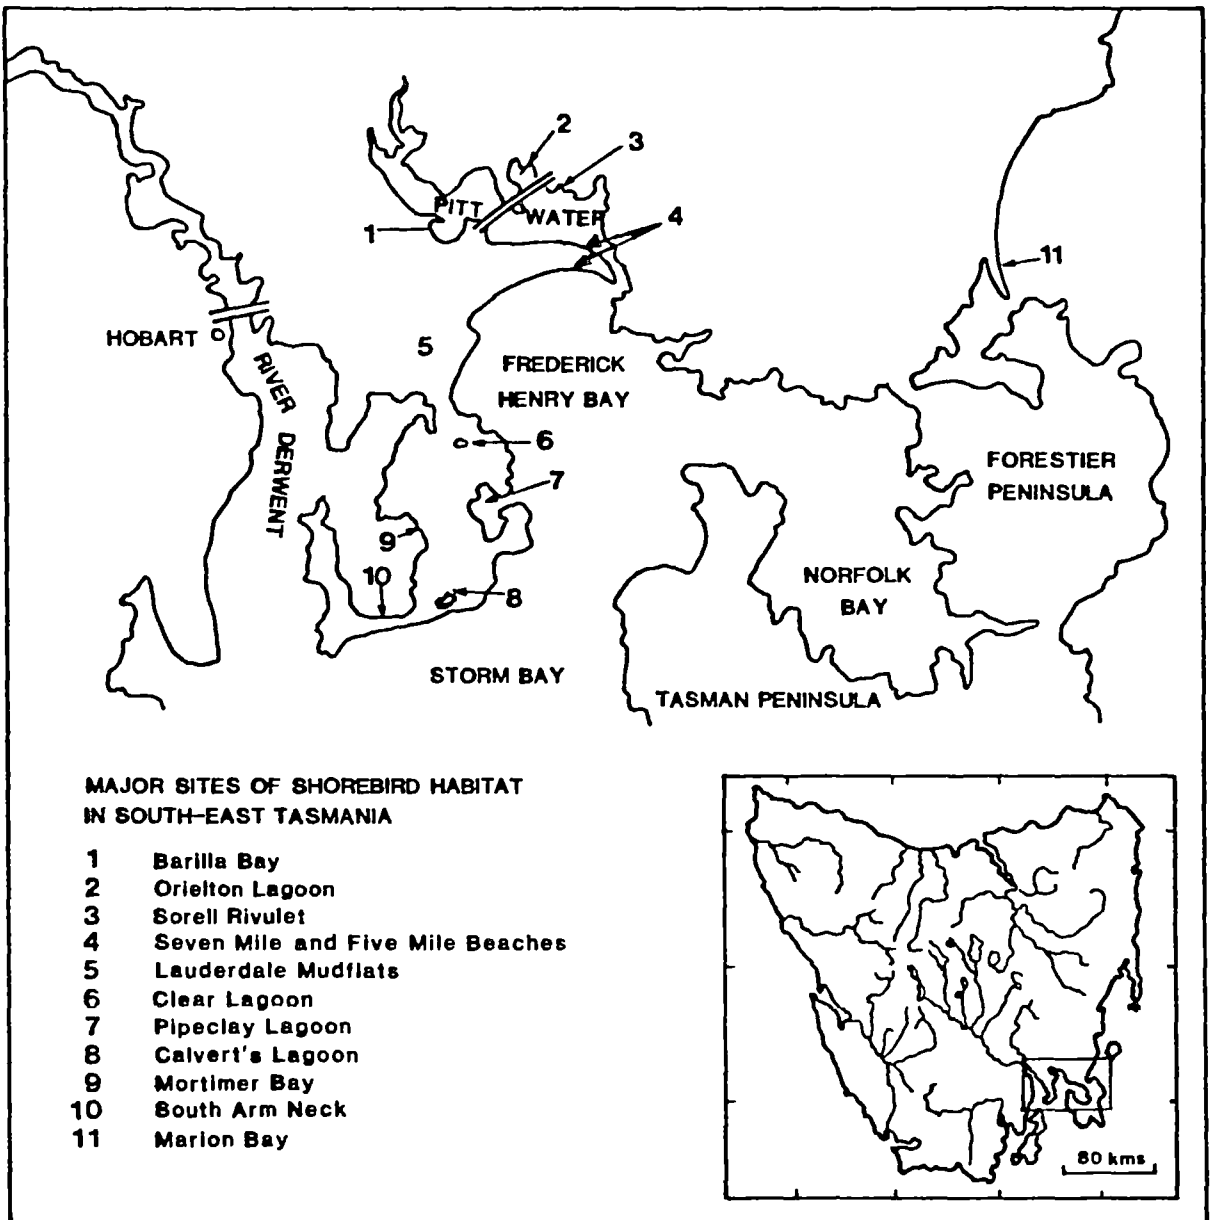 2
3
PITT
WATER
4
1
11
HOBART
5
FREDERICK
HENRY BAY
RIVER DERWENT
6
FORESTIER
PENINSULA
7
9
10
NORFOLK
BAY
8
STORM BAY
TASMAN PENINSULA
MAJOR SITES OF SHOREBIRD HABITAT
IN SOUTH-EAST TASMANIA
1 Barilla Bay
2 Orielton Lagoon
3 Sorell Rivulet
4 Seven Mile and Five Mile Beaches
5 Lauderdale Mudflats
6 Clear Lagoon
7 Pipeclay Lagoon
8 Calvert's Lagoon
9 Mortimer Bay
10 South Arm Neck
11 Marion Bay
80 kms